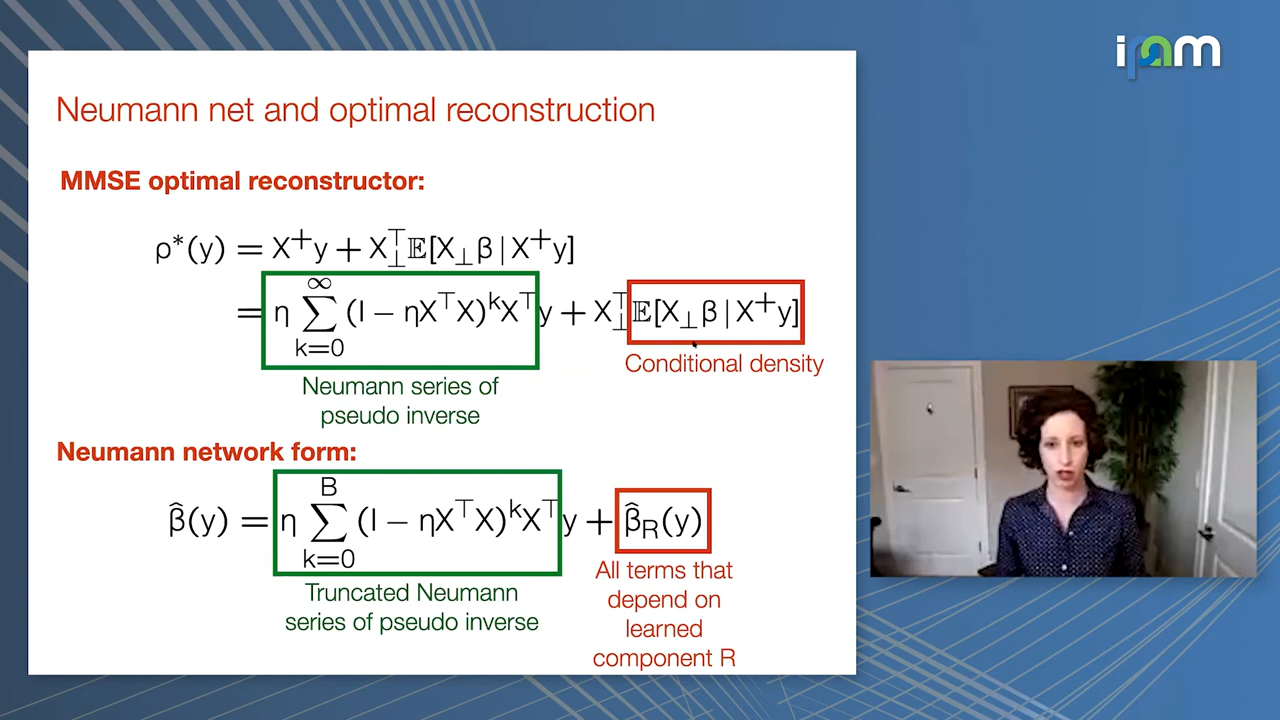 ipam
Neumann net and optimal reconstruction
MMSE optimal reconstructor:
ρ*(y) = X⁺y + X⊥ᵀ𝔼[X⊥β | X⁺y]
= η ∑_{k=0}^{∞} (I − ηXᵀX)ᵏXᵀy + X⊥ᵀ𝔼[X⊥β | X⁺y]
Conditional density
Neumann series of
pseudo inverse
Neumann network form:
β̂(y) = η ∑_{k=0}^{B} (I − ηXᵀX)ᵏXᵀy + β̂_R(y)
Truncated Neumann
series of pseudo inverse
All terms that
depend on
learned
component R